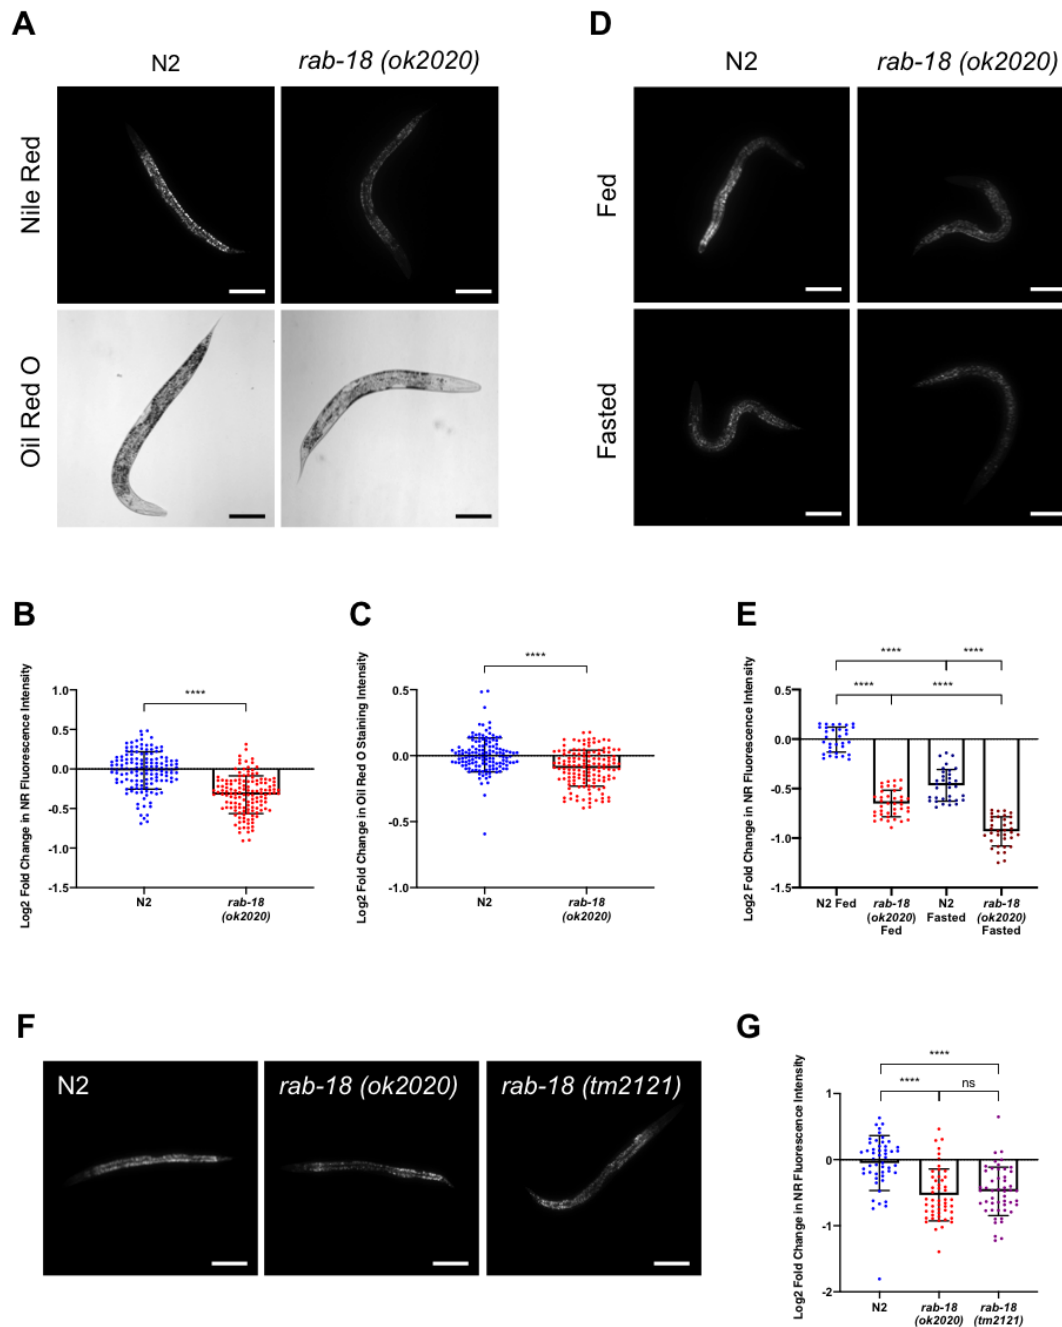 A
N2
rab-18 (ok2020)
Nile Red
Oil Red O
D
N2
rab-18 (ok2020)
Fed
Fasted
B
Log2 Fold Change in NR Fluorescence Intensity
1.0
0.5
0.0
-0.5
-1.0
-1.5
****
N2
rab-18
(ok2020)
C
Log2 Fold Change in Oil Red O Staining Intensity
0.5
0.0
-0.5
-1.0
****
N2
rab-18
(ok2020)
E
Log2 Fold Change in NR Fluorescence Intensity
0.5
0.0
-0.5
-1.0
-1.5
**** ****
**** ****
N2 Fed
rab-18
(ok2020)
Fed
N2
Fasted
rab-18
(ok2020)
Fasted
F
N2
rab-18 (ok2020)
rab-18 (tm2121)
G
Log2 Fold Change in NR Fluorescence Intensity
1
0
-1
-2
****
**** ns
N2
rab-18
(ok2020)
rab-18
(tm2121)